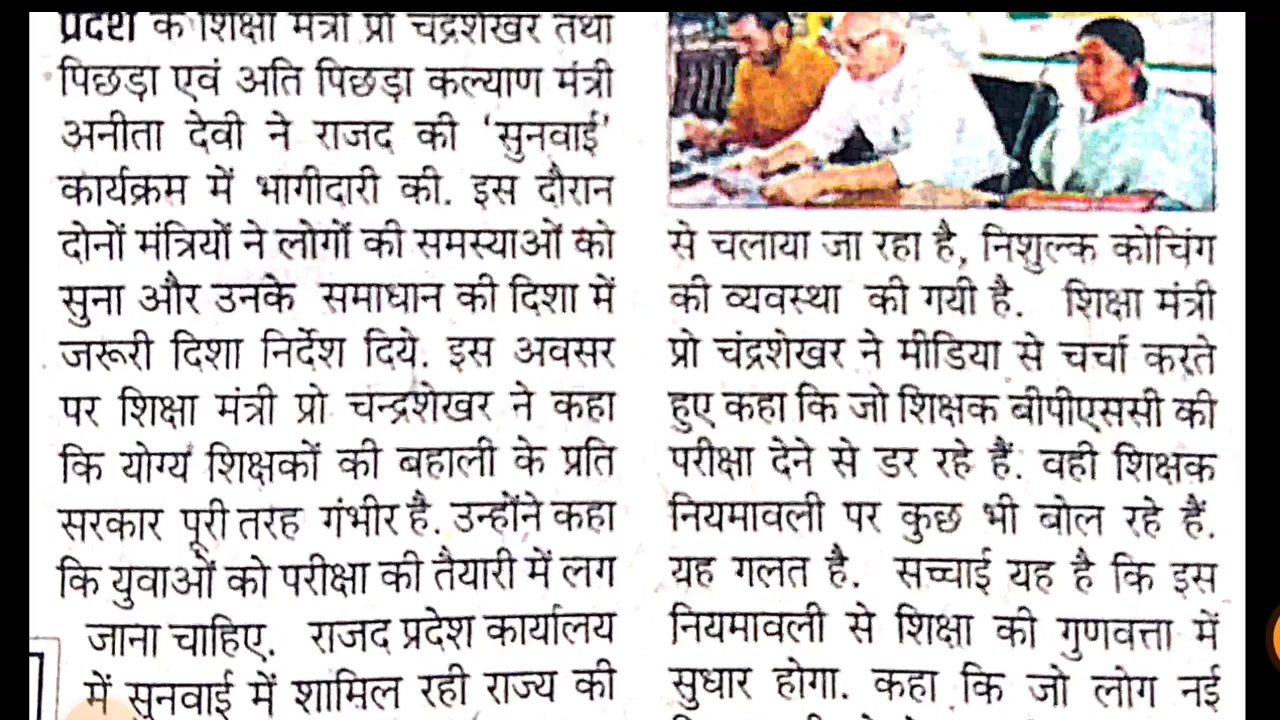 प्रदेश के शिक्षा मंत्री प्रो चंद्रशेखर तथा
पिछड़ा एवं अति पिछड़ा कल्याण मंत्री
अनीता देवी ने राजद की ‘सुनवाई’
कार्यक्रम में भागीदारी की. इस दौरान
दोनों मंत्रियों ने लोगों की समस्याओं को
सुना और उनके समाधान की दिशा में
जरूरी दिशा निर्देश दिये. इस अवसर
पर शिक्षा मंत्री प्रो चन्द्रशेखर ने कहा
कि योग्य शिक्षकों की बहाली के प्रति
सरकार पूरी तरह गंभीर है. उन्होंने कहा
कि युवाओं को परीक्षा की तैयारी में लग
जाना चाहिए. राजद प्रदेश कार्यालय
में सुनवाई में शामिल रही राज्य की
से चलाया जा रहा है, निशुल्क कोचिंग
की व्यवस्था की गयी है. शिक्षा मंत्री
प्रो चंद्रशेखर ने मीडिया से चर्चा करते
हुए कहा कि जो शिक्षक बीपीएससी की
परीक्षा देने से डर रहे हैं. वही शिक्षक
नियमावली पर कुछ भी बोल रहे हैं.
यह गलत है. सच्चाई यह है कि इस
नियमावली से शिक्षा की गुणवत्ता में
सुधार होगा. कहा कि जो लोग नई